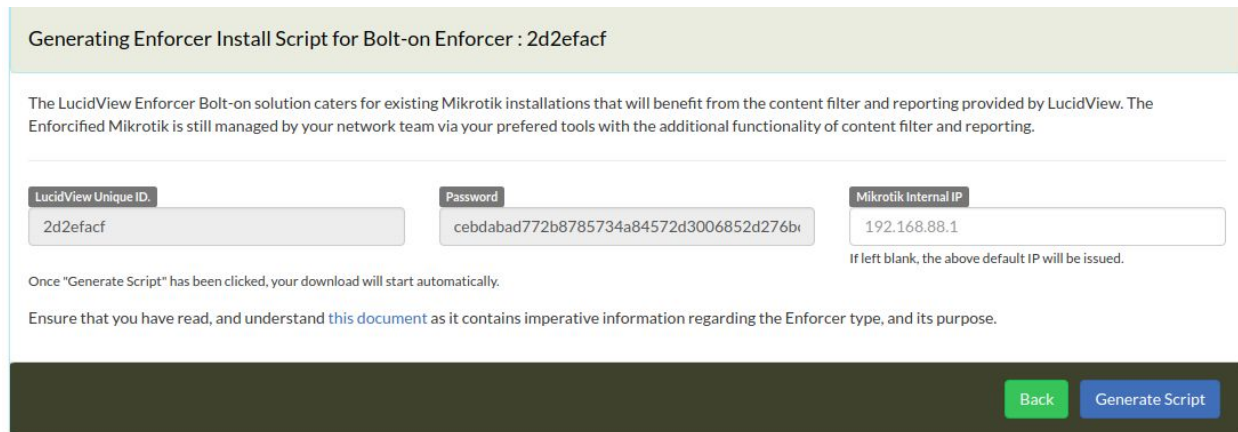 Generating Enforcer Install Script for Bolt-on Enforcer : 2d2efacf
The LucidView Enforcer Bolt-on solution caters for existing Mikrotik installations that will benefit from the content filter and reporting provided by LucidView. The
Enforcified Mikrotik is still managed by your network team via your prefered tools with the additional functionality of content filter and reporting.
LucidView Unique ID. Password Mikrotik Internal IP
2d2efacf cebdabad772b8785734a84572d3006852d276b 192.168.88.1
If left blank, the above default IP will be issued.
Once "Generate Script" has been clicked, your download will start automatically.
Ensure that you have read, and understand this document as it contains imperative information regarding the Enforcer type, and its purpose.
Back Generate Script